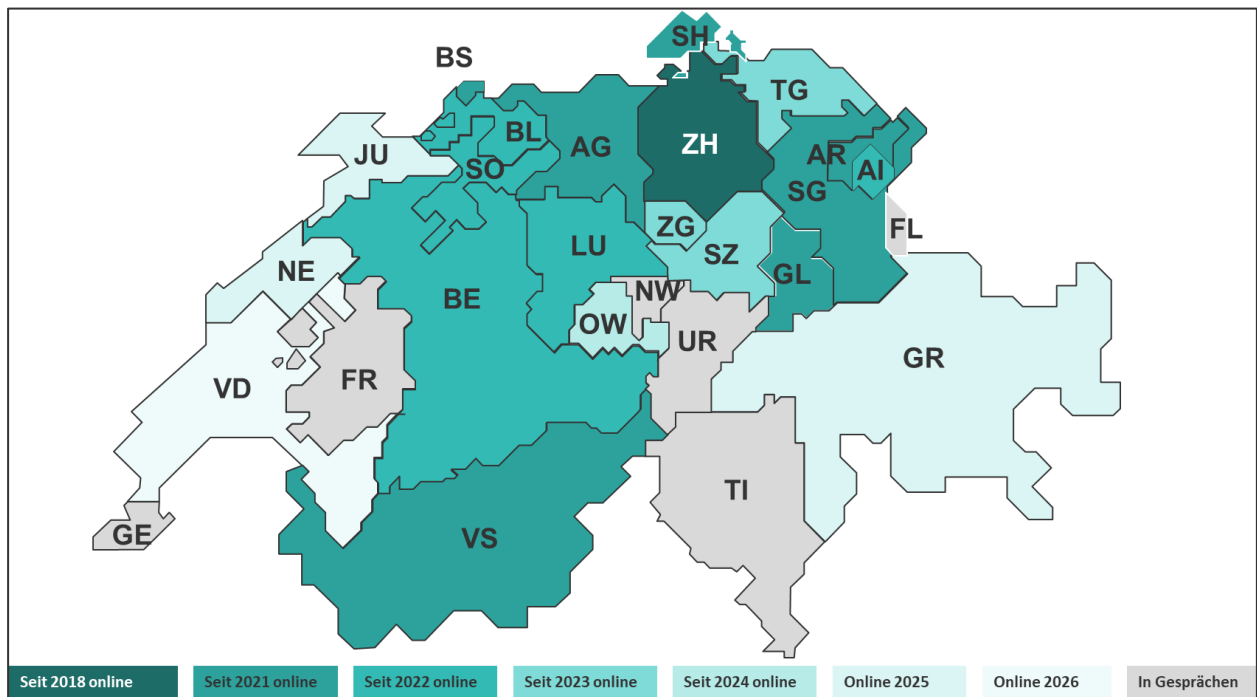 SH
BS
TG
BL
AG
ZH
JU
AR
SO
AI
SG
ZG
FL
LU
SZ
NE
GL
NW
BE
OW
UR
GR
FR
VD
TI
GE
VS
Seit 2018 online
Seit 2021 online
Seit 2022 online
Seit 2023 online
Seit 2024 online
Online 2025
Online 2026
In Gesprächen